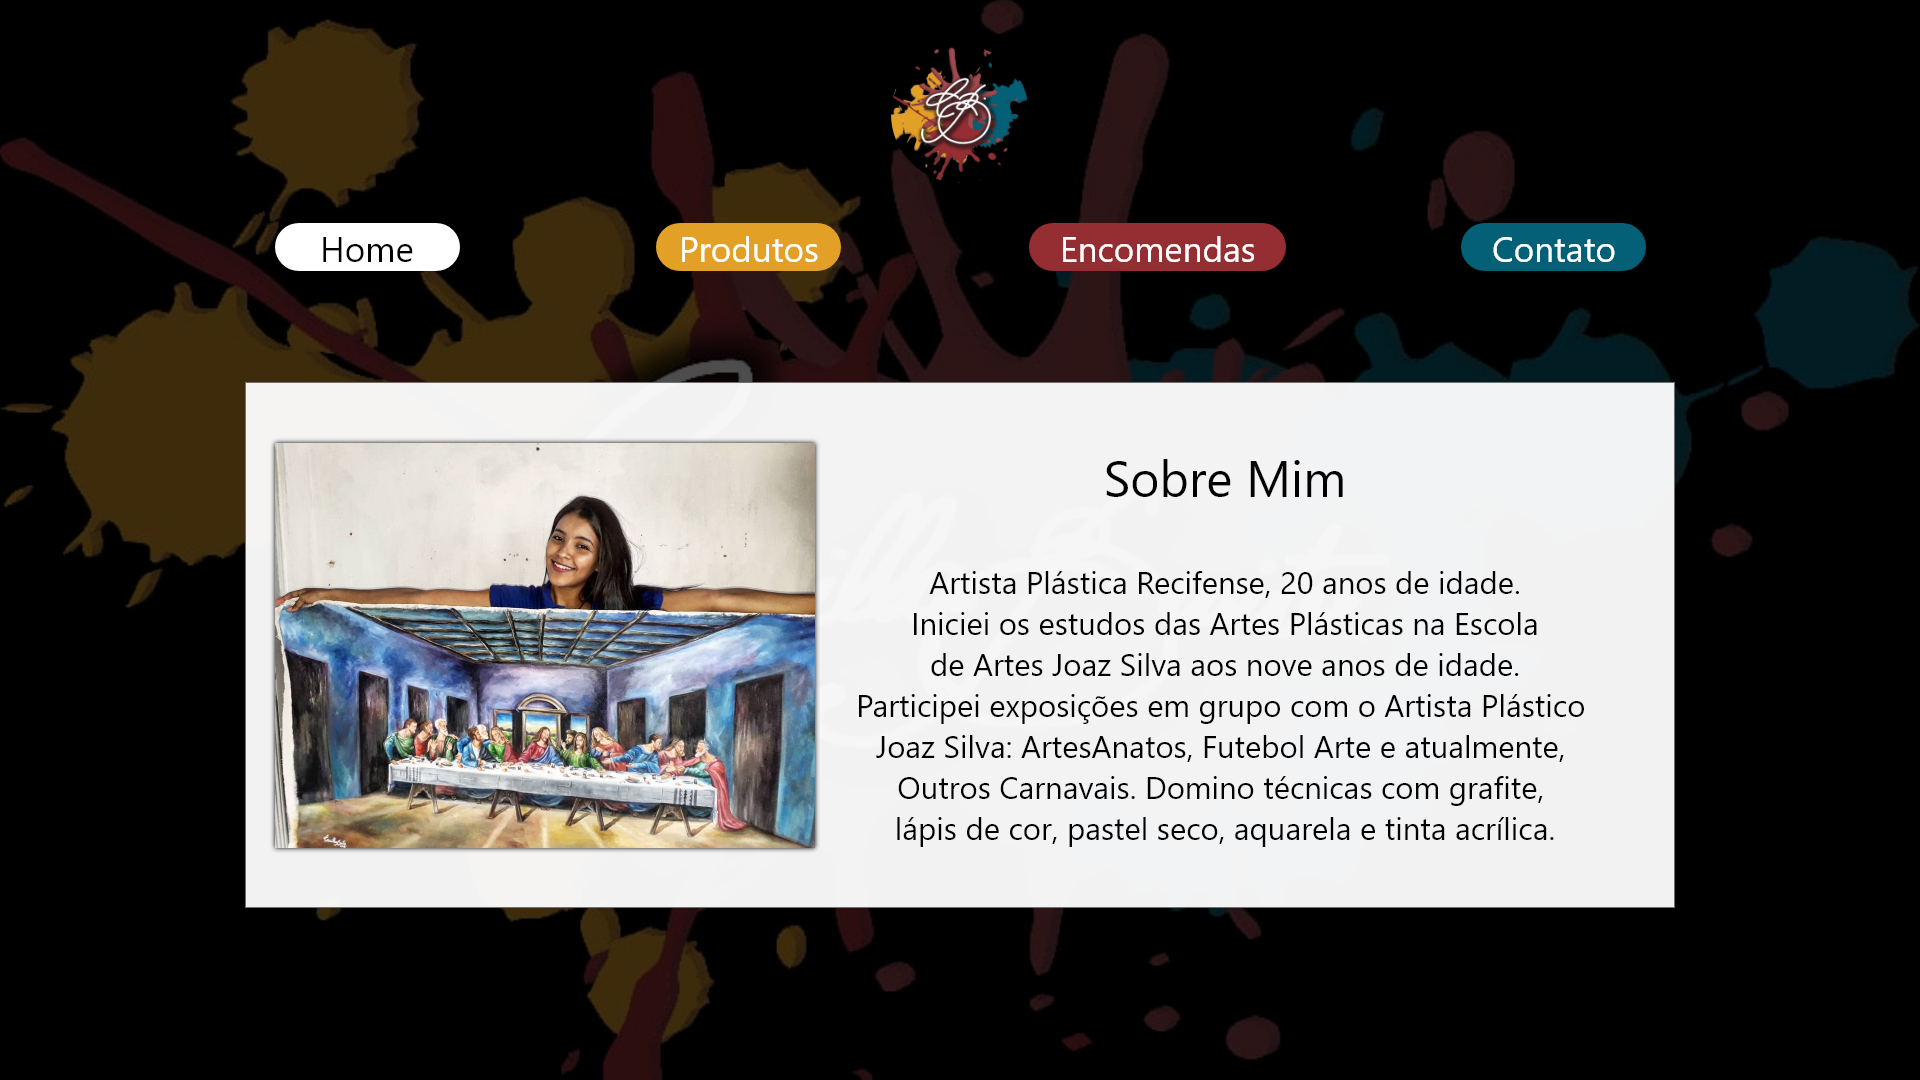 Home
Produtos
Encomendas
Contato
Sobre Mim
Artista Plástica Recifense, 20 anos de idade.
Iniciei os estudos das Artes Plásticas na Escola
de Artes Joaz Silva aos nove anos de idade.
Participei exposições em grupo com o Artista Plástico
Joaz Silva: ArtesAnatos, Futebol Arte e atualmente,
Outros Carnavais. Domino técnicas com grafite,
lápis de cor, pastel seco, aquarela e tinta acrílica.